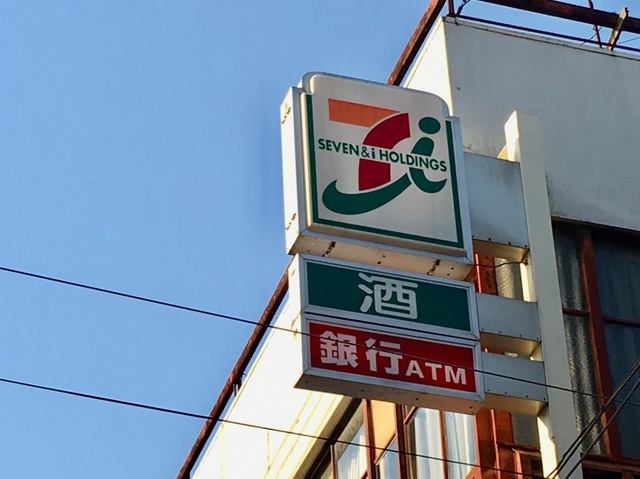 SEVEN & i HOLDINGS
酒
銀行ATM